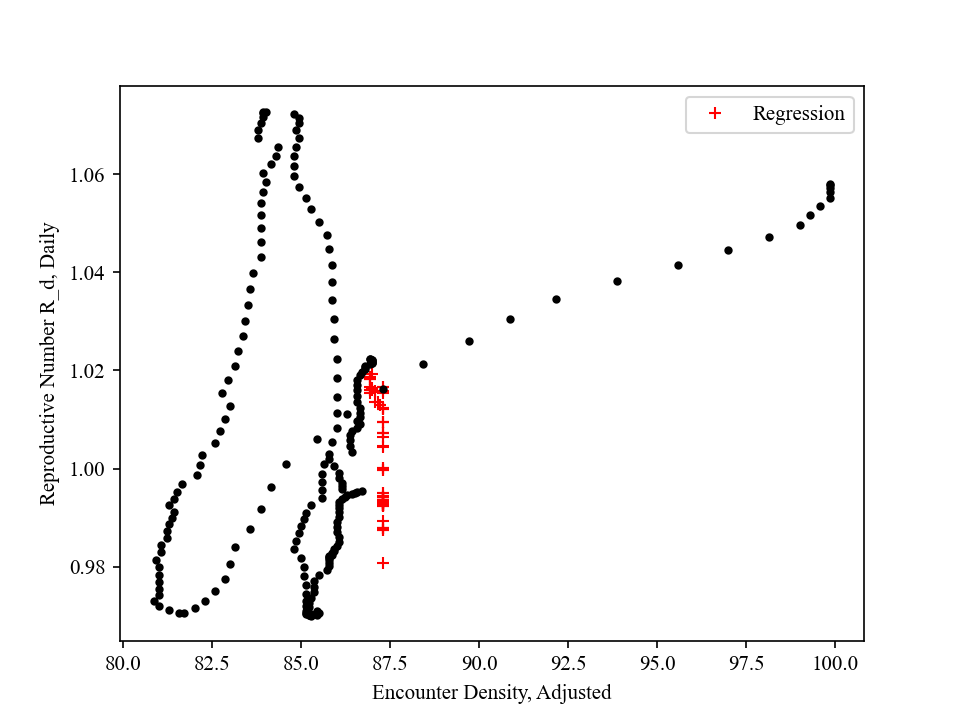 Regression
1.06
1.04
1.02
1.00
0.98
Reproductive Number R_d, Daily
80.0 82.5 85.0 87.5 90.0 92.5 95.0 97.5 100.0
Encounter Density, Adjusted